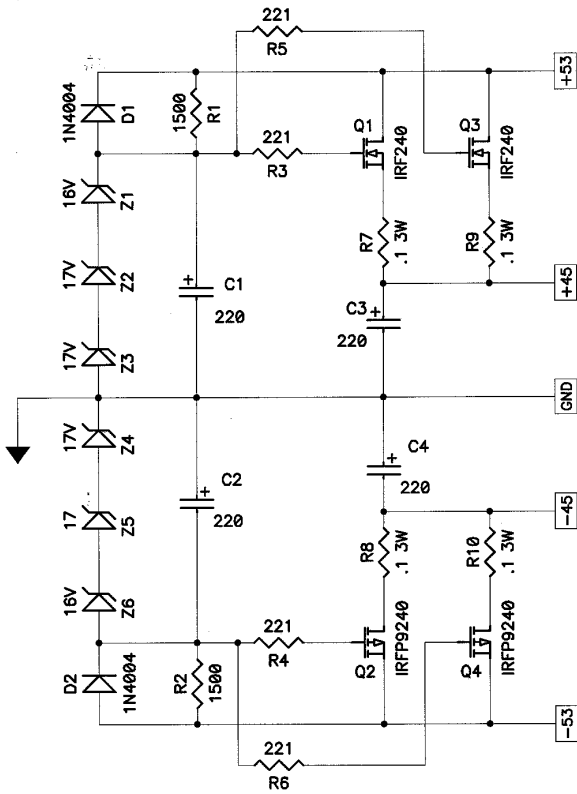 221
R5
+53
1N4004
D1
1500
R1
221
R3
Q1
IRF240
Q3
IRF240
16V
Z1
R7
.1 3W
R9
.1 3W
17V
Z2
+
C1
220
+45
C3
+
220
17V
Z3
GND
17V
Z4
C4
+
220
C2
+
220
17
Z5
-45
R8
.1 3W
R10
.1 3W
16V
Z6
221
R4
Q2
IRFP9240
Q4
IRFP9240
D2
1N4004
R2
1500
221
R6
-53